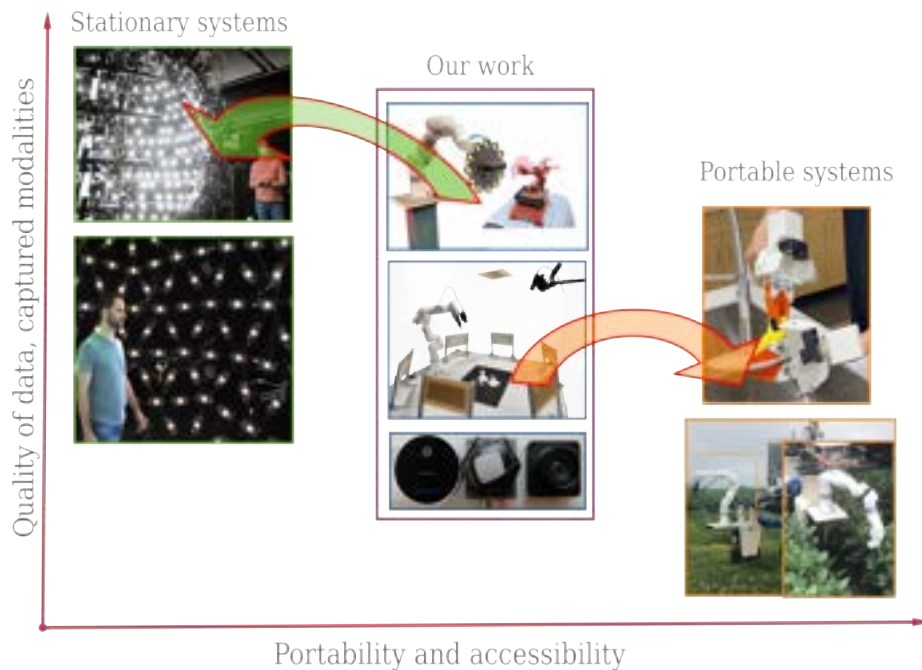 Stationary systems
Our work
Portable systems
Quality of data, captured modalities
Portability and accessibility